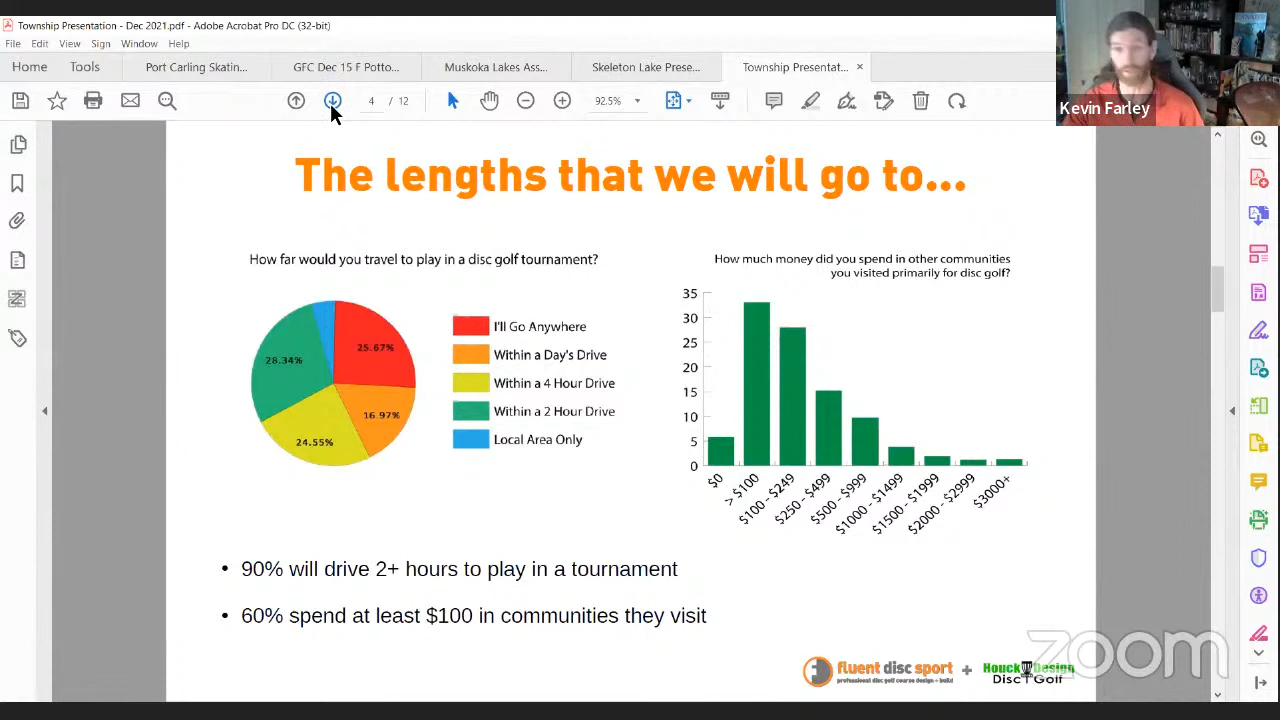 Township Presentation - Dec 2021.pdf - Adobe Acrobat Pro DC (32-bit)
File Edit View Sign Window Help
Home Tools Port Carling Skatin... GFC Dec 15 F Potto... Muskoka Lakes Ass... Skeleton Lake Prese... Township Presentat... ×
4 / 12 92.5%
Kevin Farley
The lengths that we will go to...
How far would you travel to play in a disc golf tournament?
25.67%
16.97%
24.55%
28.34%
I'll Go Anywhere
Within a Day's Drive
Within a 4 Hour Drive
Within a 2 Hour Drive
Local Area Only
How much money did you spend in other communities
you visited primarily for disc golf?
35
30
25
20
15
10
5
0
$0
> $100
$100 - $249
$250 - $499
$500 - $999
$1000 - $1499
$1500 - $1999
$2000 - $2999
$3000+
• 90% will drive 2+ hours to play in a tournament
• 60% spend at least $100 in communities they visit
fluent disc sport + Houck Design
professional disc golf course design + build Disc Golf
zoom